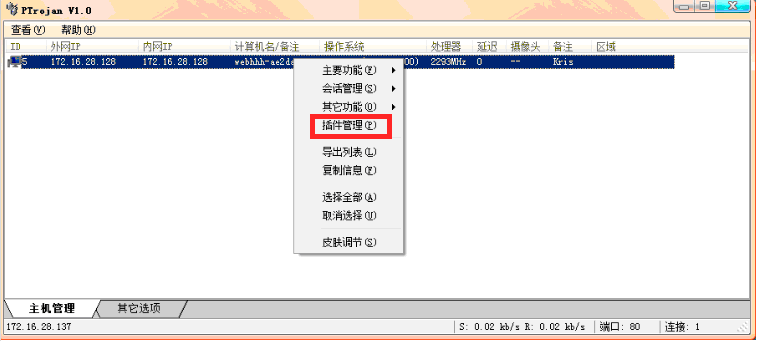 PTrojan V1.0
查看(V) 帮助(H)
ID 外网IP 内网IP 计算机名/备注 操作系统 处理器 延迟 摄像头 备注 区域
5 172.16.28.128 172.16.28.128 webhhh-ae2de 00) 2293MHz 0 -- Kris
主要功能(F)
会话管理(S)
其它功能(O)
插件管理(P)
导出列表(L)
复制信息(Y)
选择全部(A)
取消选择(U)
皮肤调节(S)
主机管理 其它选项
172.16.28.137 S: 0.02 kb/s R: 0.02 kb/s 端口: 80 连接: 1